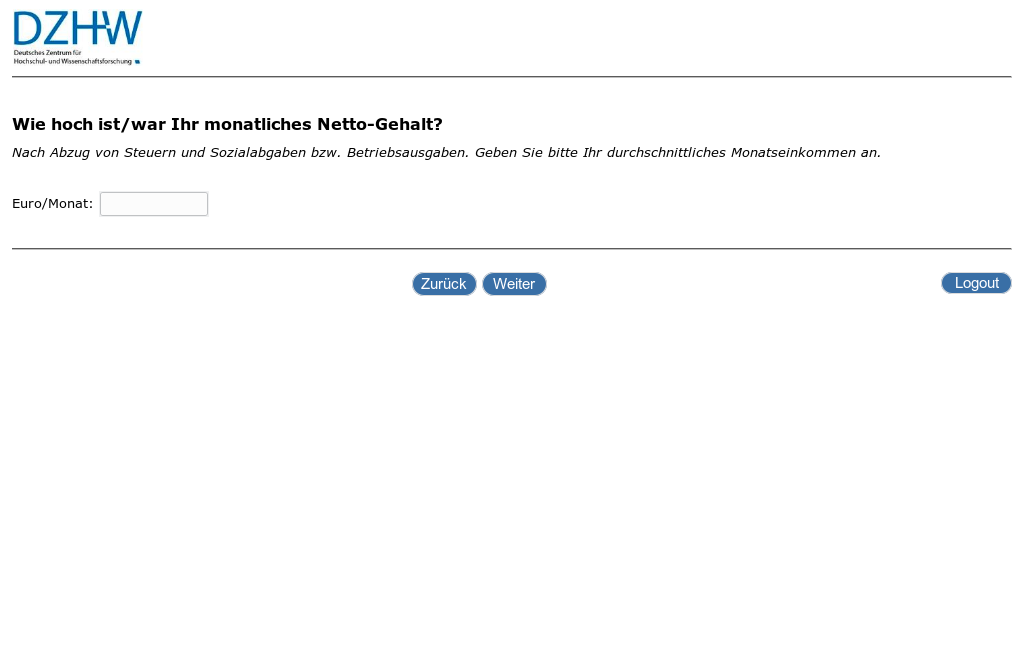 DZHW
Deutsches Zentrum für
Hochschul- und Wissenschaftsforschung
Wie hoch ist/war Ihr monatliches Netto-Gehalt?
Nach Abzug von Steuern und Sozialabgaben bzw. Betriebsausgaben. Geben Sie bitte Ihr durchschnittliches Monatseinkommen an.
Euro/Monat:
Zurück Weiter Logout